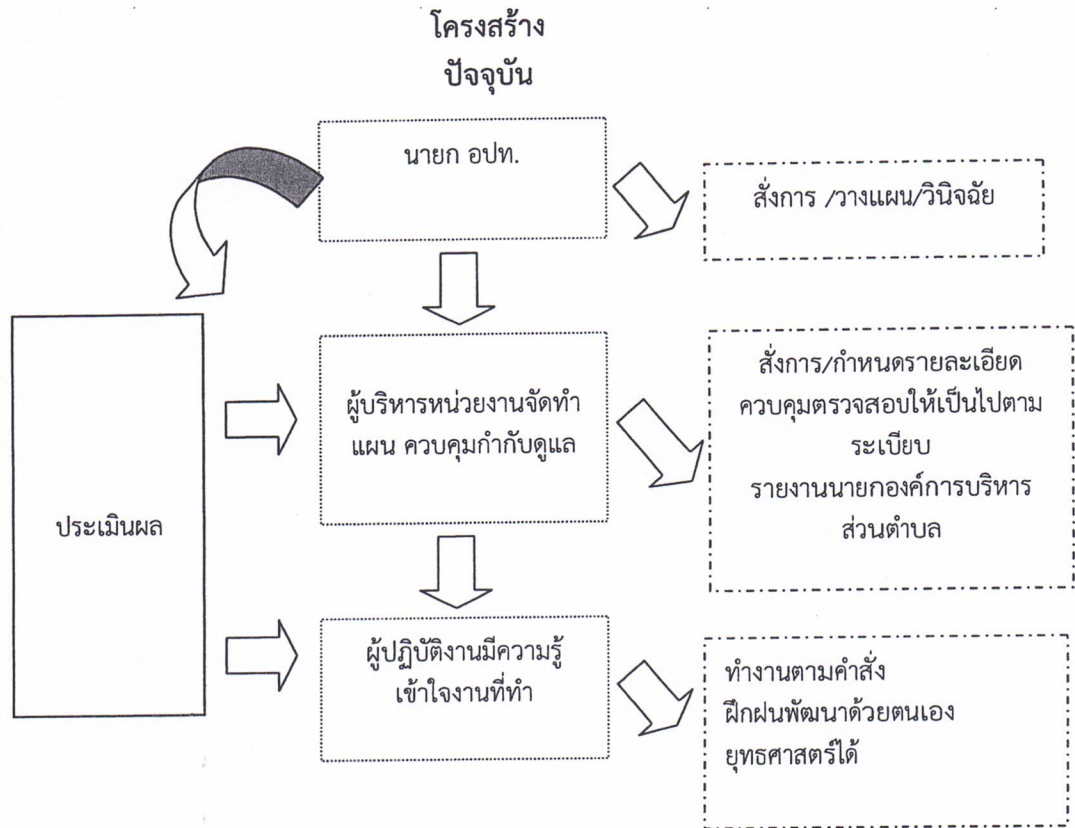 โครงสร้าง
ปัจจุบัน
นายก อปท.
สั่งการ /วางแผน/วินิจฉัย
ผู้บริหารหน่วยงานจัดทำ
แผน ควบคุมกำกับดูแล
สั่งการ/กำหนดรายละเอียด
ควบคุมตรวจสอบให้เป็นไปตาม
ระเบียบ
รายงานนายกองค์การบริหาร
ส่วนตำบล
ประเมินผล
ผู้ปฏิบัติงานมีความรู้
เข้าใจงานที่ทำ
ทำงานตามคำสั่ง
ฝึกฝนพัฒนาด้วยตนเอง
ยุทธศาสตร์ได้